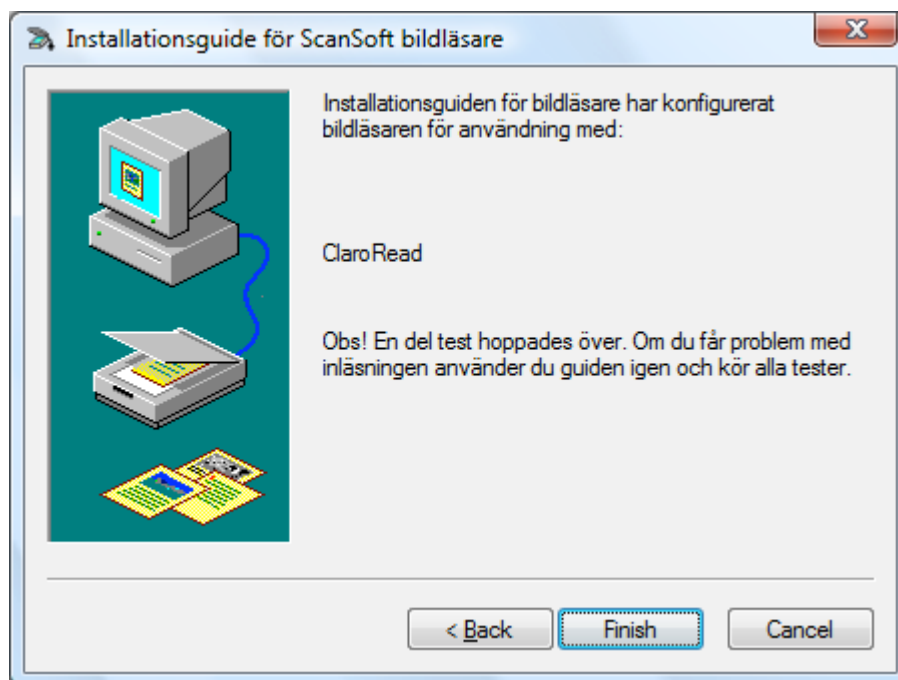 Installationsguide för ScanSoft bildläsare
Installationsguiden för bildläsare har konfigurerat
bildläsaren för användning med:
ClaroRead
Obs! En del test hoppades över. Om du får problem med
inläsningen använder du guiden igen och kör alla tester.
< Back
Finish
Cancel